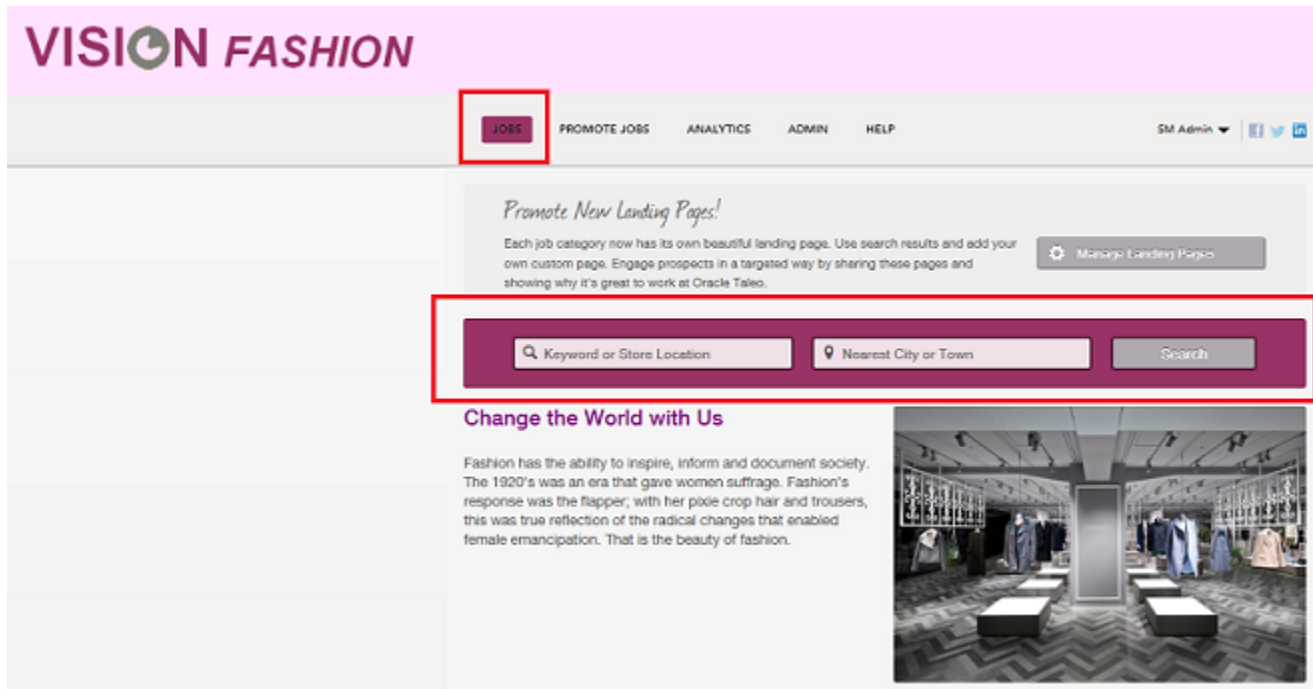 VISION FASHION
JOBS PROMOTE JOBS ANALYTICS ADMIN HELP SM Admin
Promote New Landing Pages!
Each job category now has its own beautiful landing page. Use search results and add your
own custom page. Engage prospects in a targeted way by sharing these pages and
showing why it's great to work at Oracle Taleo.
Manage Landing Pages
Keyword or Store Location Nearest City or Town Search
Change the World with Us
Fashion has the ability to inspire, inform and document society.
The 1920's was an era that gave women suffrage. Fashion's
response was the flapper; with her pixie crop hair and trousers,
this was true reflection of the radical changes that enabled
female emancipation. That is the beauty of fashion.